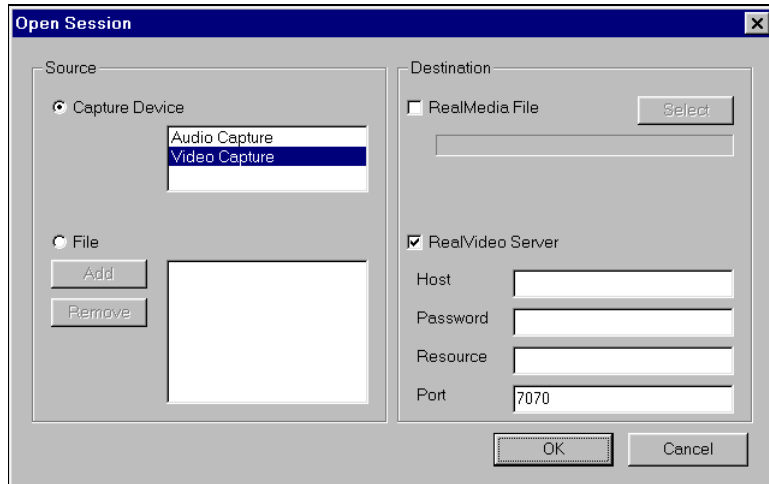 Open Session
Source
Capture Device
Audio Capture
Video Capture
File
Add
Remove
Destination
RealMedia File
Select
RealVideo Server
Host
Password
Resource
Port
7070
OK
Cancel